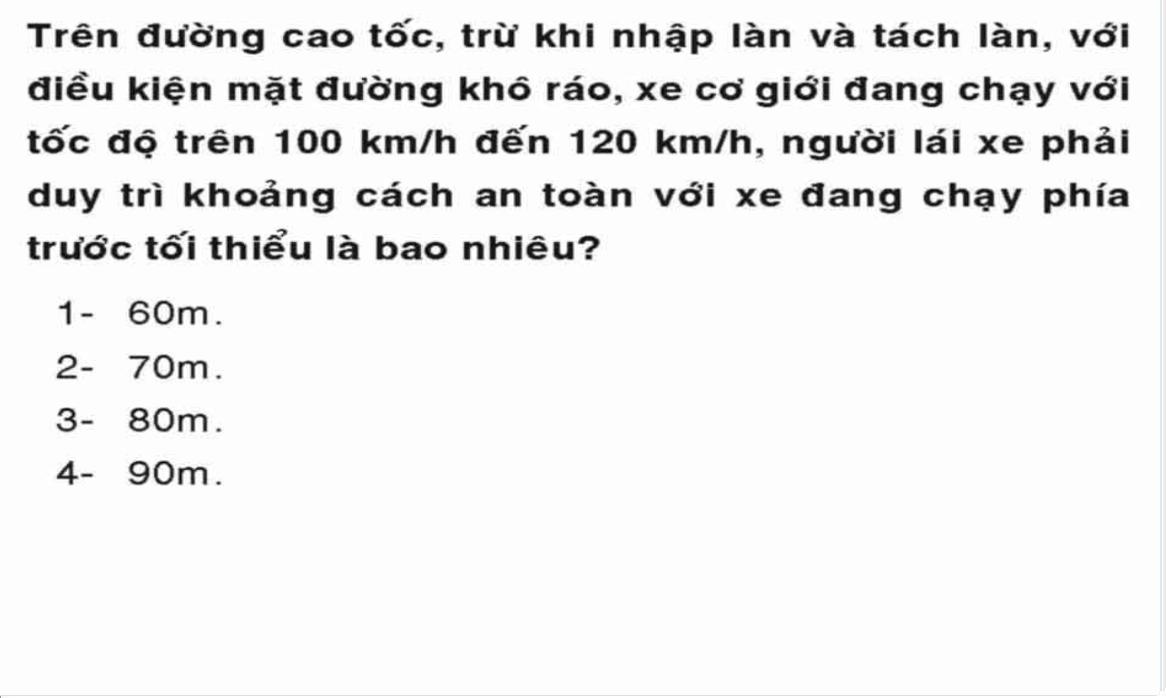 Trên đường cao tốc, trừ khi nhập làn và tách làn, với
điều kiện mặt đường khô ráo, xe cơ giới đang chạy với
tốc độ trên 100 km/h đến 120 km/h, người lái xe phải
duy trì khoảng cách an toàn với xe đang chạy phía
trước tối thiểu là bao nhiêu?
1- 60m.
2- 70m.
3- 80m.
4- 90m.